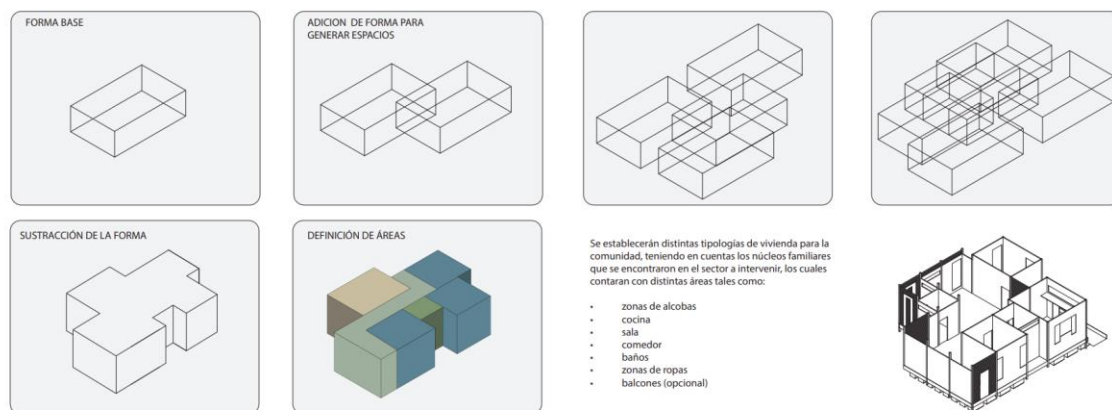 FORMA BASE
ADICION DE FORMA PARA
GENERAR ESPACIOS
SUSTRACCIÓN DE LA FORMA
DEFINICIÓN DE ÁREAS
Se establecerán distintas tipologías de vivienda para la
comunidad, teniendo en cuentas los núcleos familiares
que se encontraron en el sector a intervenir, los cuales
contaran con distintas áreas tales como:
• zonas de alcobas
• cocina
• sala
• comedor
• baños
• zonas de ropas
• balcones (opcional)